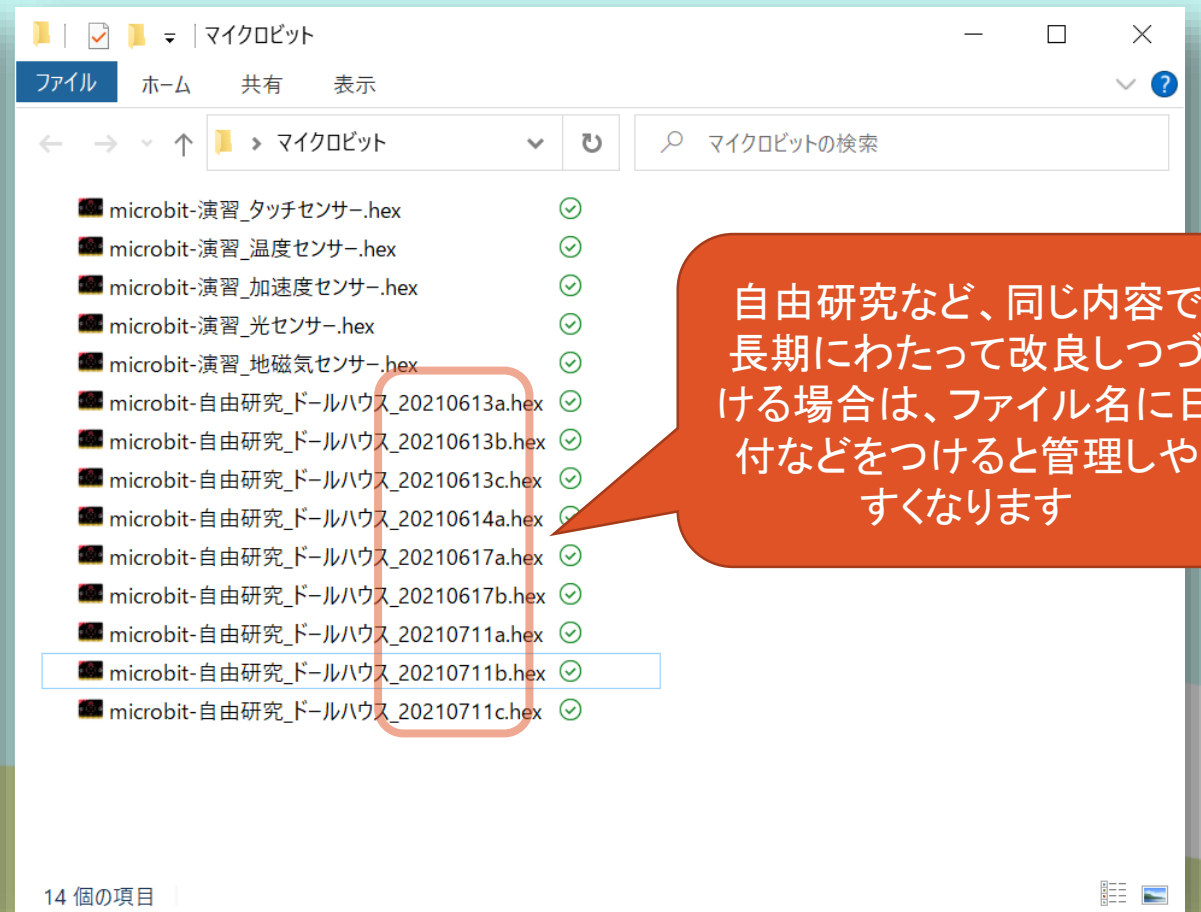 マイクロビット
ファイル ホーム 共有 表示
?
マイクロビット
マイクロビットの検索
microbit-演習_タッチセンサー.hex
microbit-演習_温度センサー.hex
microbit-演習_加速度センサー.hex
microbit-演習_光センサー.hex
microbit-演習_地磁気センサー.hex
microbit-自由研究_ドールハウス_20210613a.hex
microbit-自由研究_ドールハウス_20210613b.hex
microbit-自由研究_ドールハウス_20210613c.hex
microbit-自由研究_ドールハウス_20210614a.hex
microbit-自由研究_ドールハウス_20210617a.hex
microbit-自由研究_ドールハウス_20210617b.hex
microbit-自由研究_ドールハウス_20210711a.hex
microbit-自由研究_ドールハウス_20210711b.hex
microbit-自由研究_ドールハウス_20210711c.hex
自由研究など、同じ内容で
長期にわたって改良しつづ
ける場合は、ファイル名に日
付などをつけると管理しや
すくなります
14 個の項目